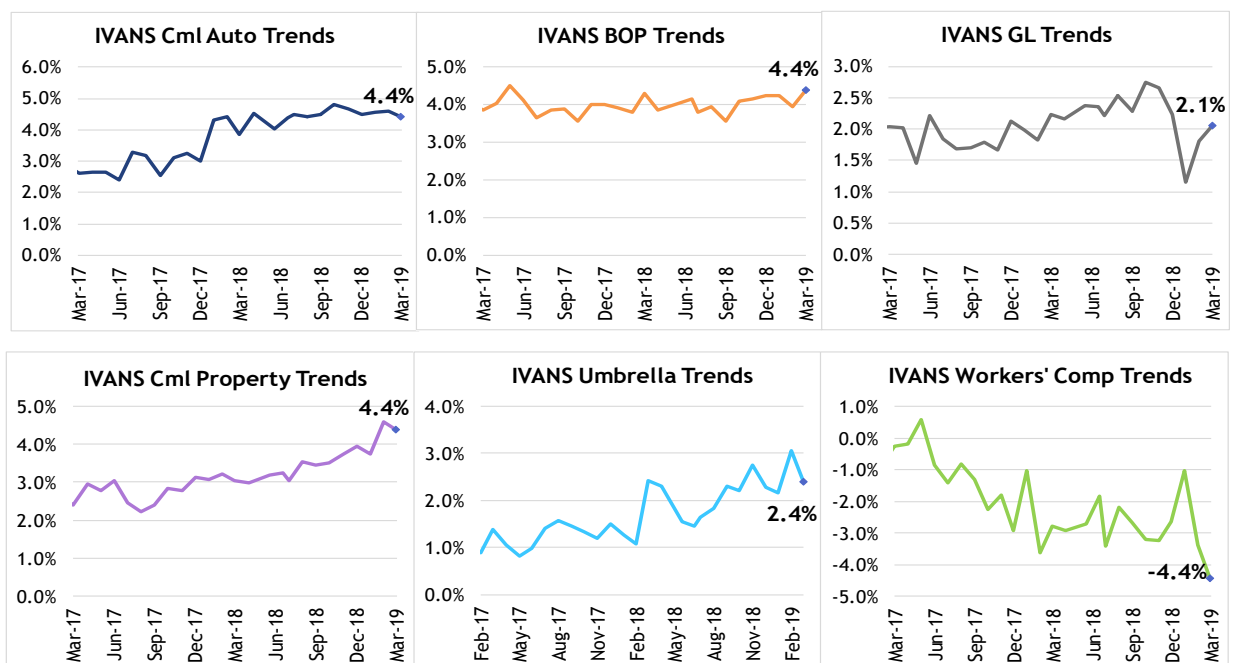 IVANS Cml Auto Trends
6.0%
5.0%
4.0%
3.0%
2.0%
1.0%
0.0%
4.4%
Mar-17
Jun-17
Sep-17
Dec-17
Mar-18
Jun-18
Sep-18
Dec-18
Mar-19
IVANS BOP Trends
5.0%
4.0%
3.0%
2.0%
1.0%
0.0%
4.4%
Mar-17
Jun-17
Sep-17
Dec-17
Mar-18
Jun-18
Sep-18
Dec-18
Mar-19
IVANS GL Trends
3.0%
2.5%
2.0%
1.5%
1.0%
0.5%
0.0%
2.1%
Mar-17
Jun-17
Sep-17
Dec-17
Mar-18
Jun-18
Sep-18
Dec-18
Mar-19
IVANS Cml Property Trends
5.0%
4.0%
3.0%
2.0%
1.0%
0.0%
4.4%
Mar-17
Jun-17
Sep-17
Dec-17
Mar-18
Jun-18
Sep-18
Dec-18
Mar-19
IVANS Umbrella Trends
4.0%
3.0%
2.0%
1.0%
0.0%
2.4%
Feb-17
May-17
Aug-17
Nov-17
Feb-18
May-18
Aug-18
Nov-18
Feb-19
IVANS Workers' Comp Trends
1.0%
0.0%
-1.0%
-2.0%
-3.0%
-4.0%
-5.0%
-4.4%
Mar-17
Jun-17
Sep-17
Dec-17
Mar-18
Jun-18
Sep-18
Dec-18
Mar-19